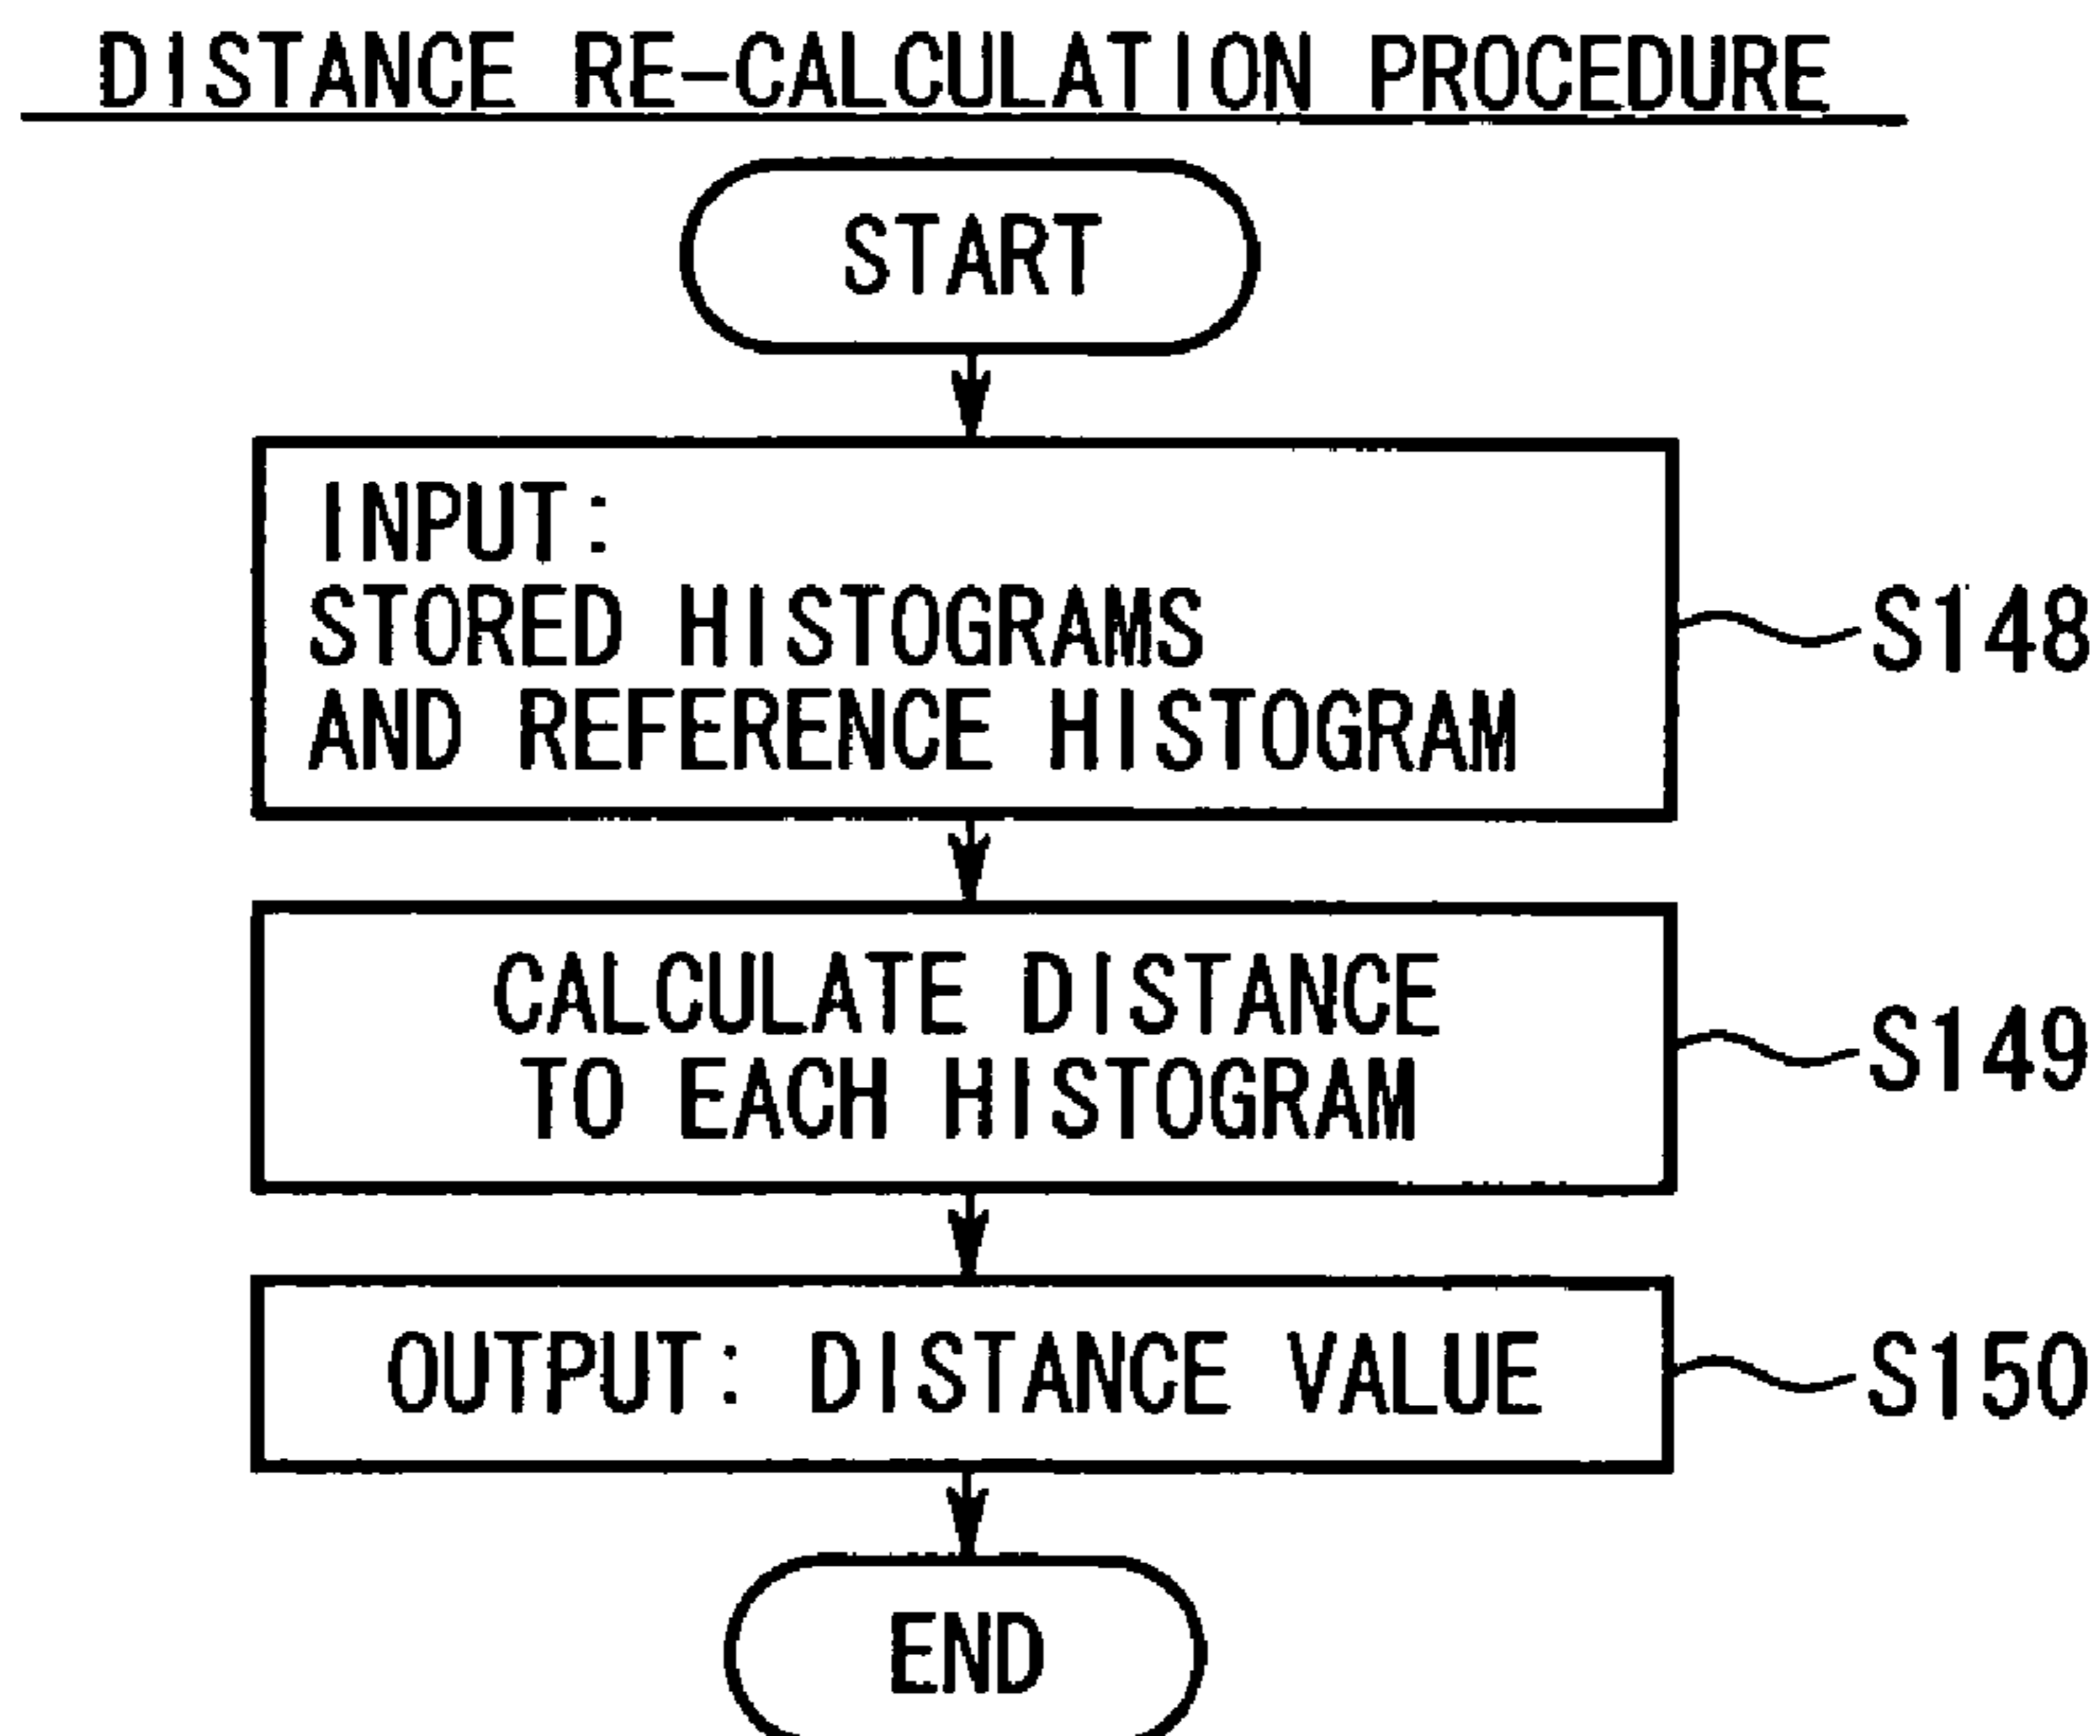 DISTANCE RE-CALCULATION PROCEDURE
START
INPUT:
STORED HISTOGRAMS
AND REFERENCE HISTOGRAM
S148
CALCULATE DISTANCE
TO EACH HISTOGRAM
S149
OUTPUT: DISTANCE VALUE
S150
END